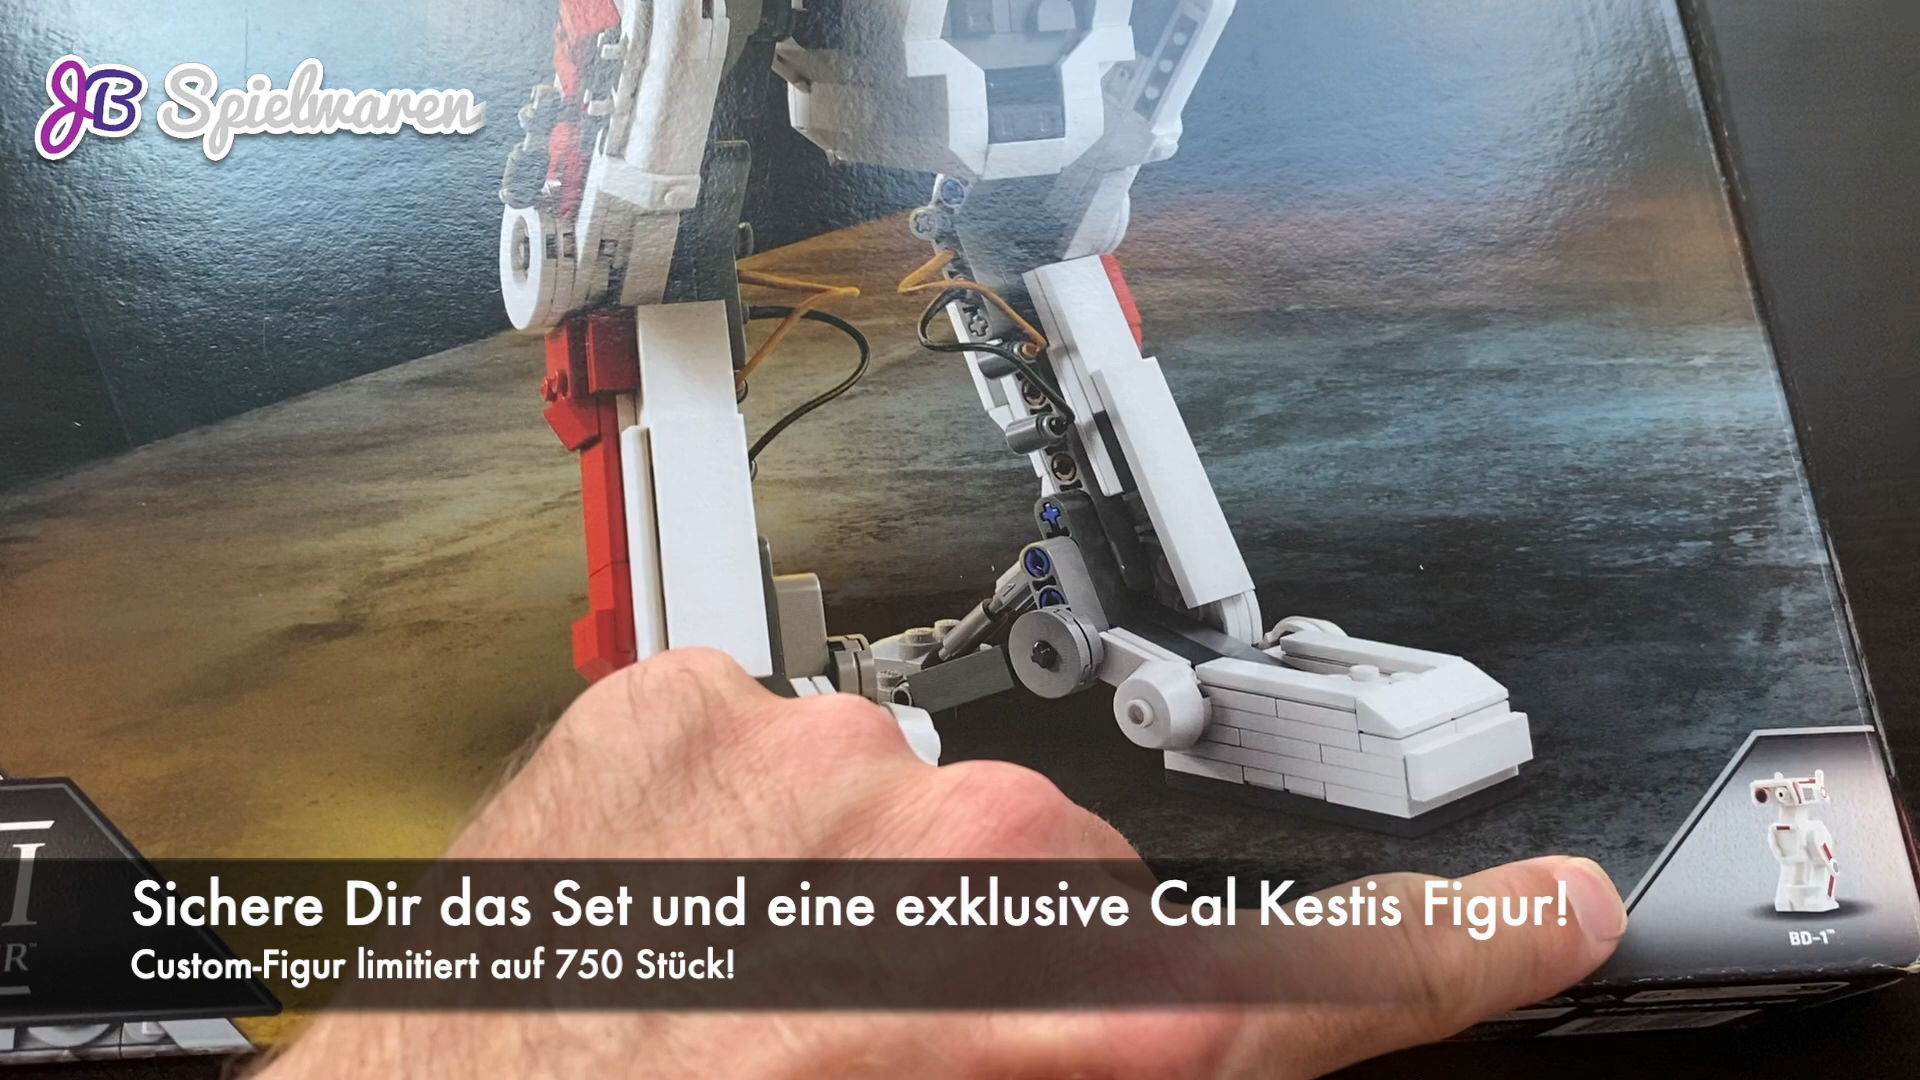 JB Spielwaren
Sichere Dir das Set und eine exklusive Cal Kestis Figur!
Custom-Figur limitiert auf 750 Stück!
BD-1™